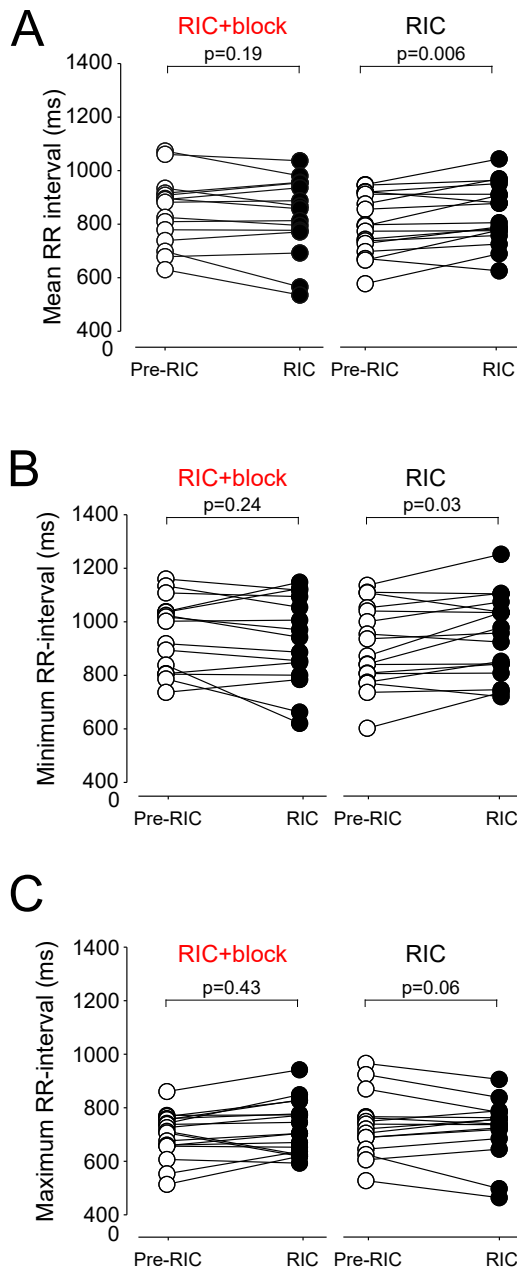 A
RIC+block RIC
p=0.19 p=0.006
Mean RR interval (ms)
1400
1200
1000
800
600
400
0
Pre-RIC RIC Pre-RIC RIC
B
RIC+block RIC
p=0.24 p=0.03
Minimum RR-interval (ms)
1400
1200
1000
800
600
400
0
Pre-RIC RIC Pre-RIC RIC
C
RIC+block RIC
p=0.43 p=0.06
Maximum RR-interval (ms)
1400
1200
1000
800
600
400
0
Pre-RIC RIC Pre-RIC RIC